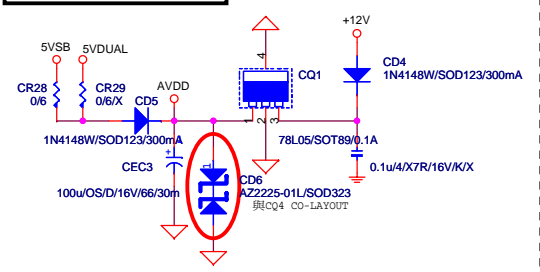 +12V
5VSB
5VDUAL
4
CR28
0/6
CR29
0/6/X
CD5
AVDD
CQ1
CD4
1N4148W/SOD123/300mA
1
2
3
1N4148W/SOD123/300mA
78L05/SOT89/0.1A
+
CEC3
1
0.1u/4/X7R/16V/K/X
100u/OS/D/16V/66/30m
CD6
AZ2225-01L/SOD323
與CQ4 CO-LAYOUT